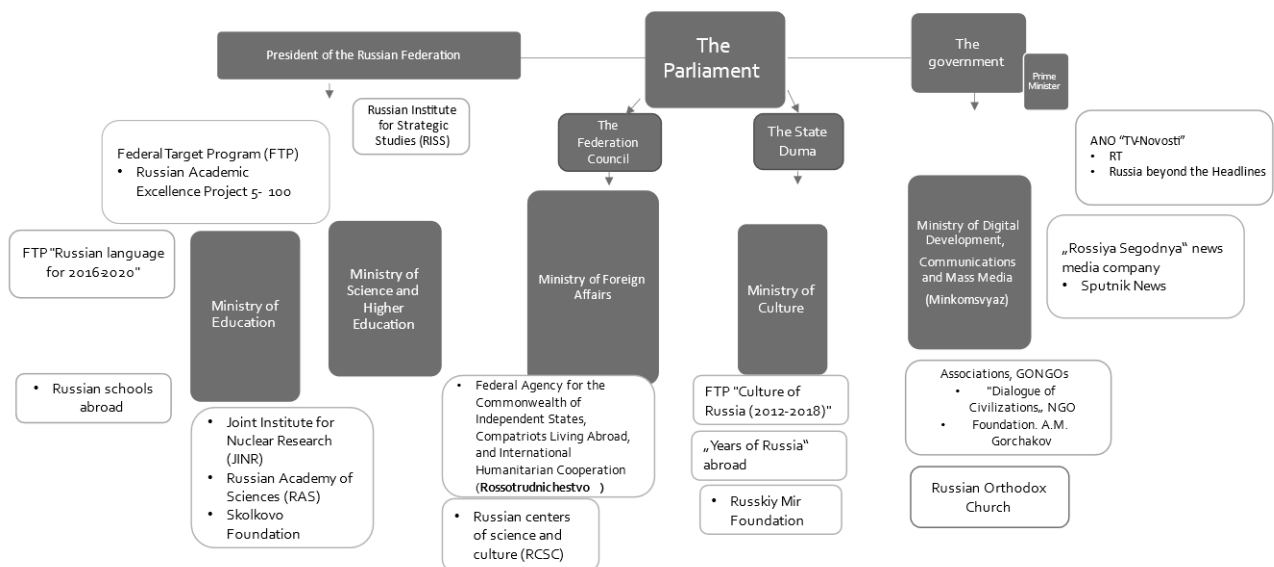 President of the Russian Federation
The
Parliament
The
government
Prime
Minister
Russian Institute
for Strategic
Studies (RISS)
The
Federation
Council
The State
Duma
ANO “TV-Novosti”
• RT
• Russia beyond the Headlines
Federal Target Program (FTP)
• Russian Academic
Excellence Project 5- 100
FTP "Russian language
for 2016-2020"
Ministry
of Education
Ministry of
Science and
Higher
Education
Ministry of Foreign
Affairs
Ministry of
Culture
Ministry of Digital
Development,
Communications
and Mass Media
(Minkomsvyaz)
„Rossiya Segodnya“ news
media company
• Sputnik News
• Russian schools
abroad
• Joint Institute for
Nuclear Research
(JINR)
• Russian Academy of
Sciences (RAS)
• Skolkovo
Foundation
• Federal Agency for the
Commonwealth of
Independent States,
Compatriots Living Abroad,
and International
Humanitarian Cooperation
(Rossotrudnichestvo )
• Russian centers
of science and
culture (RCSC)
FTP "Culture of
Russia (2012-2018)"
„Years of Russia“
abroad
• Russkiy Mir
Foundation
Associations, GONGOs
• "Dialogue of
Civilizations„ NGO
• Foundation. A.M.
Gorchakov
Russian Orthodox
Church